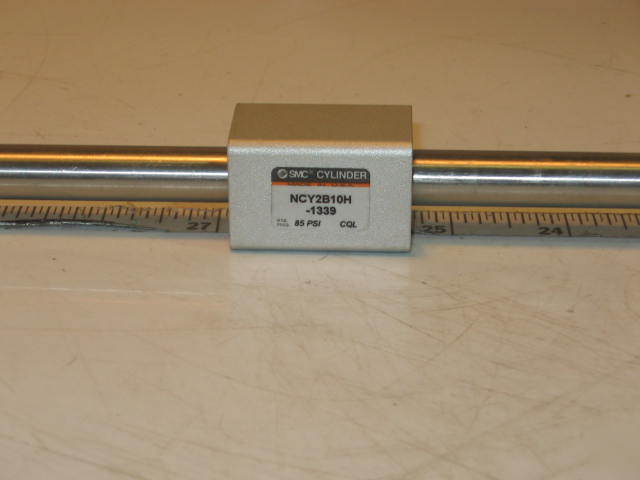 SMC CYLINDER
NCY2B10H
-1339
85 PSI CQL
27 25 24